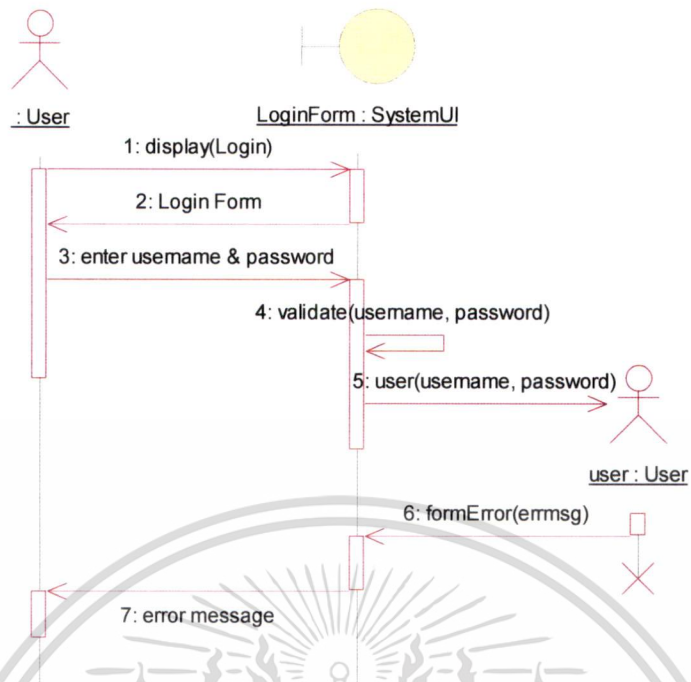 : User
LoginForm : SystemUI
1: display(Login)
2: Login Form
3: enter username & password
4: validate(username, password)
5: user(username, password)
user : User
6: formError(errmsg)
7: error message